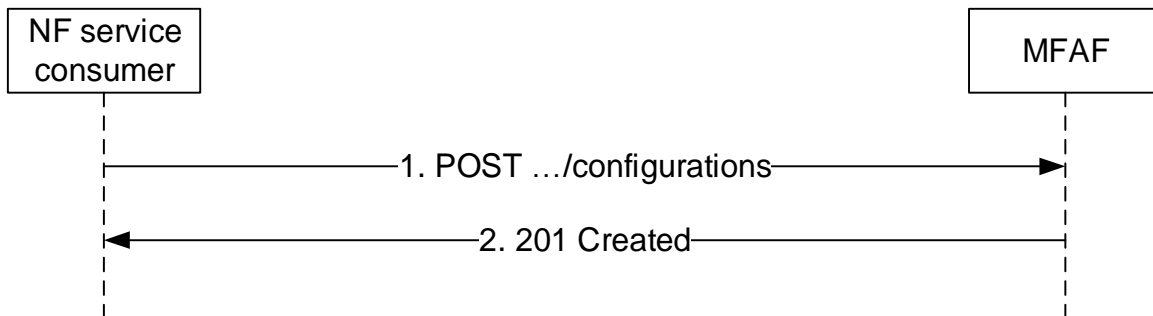 NF service
consumer
MFAF
1. POST …/configurations
2. 201 Created